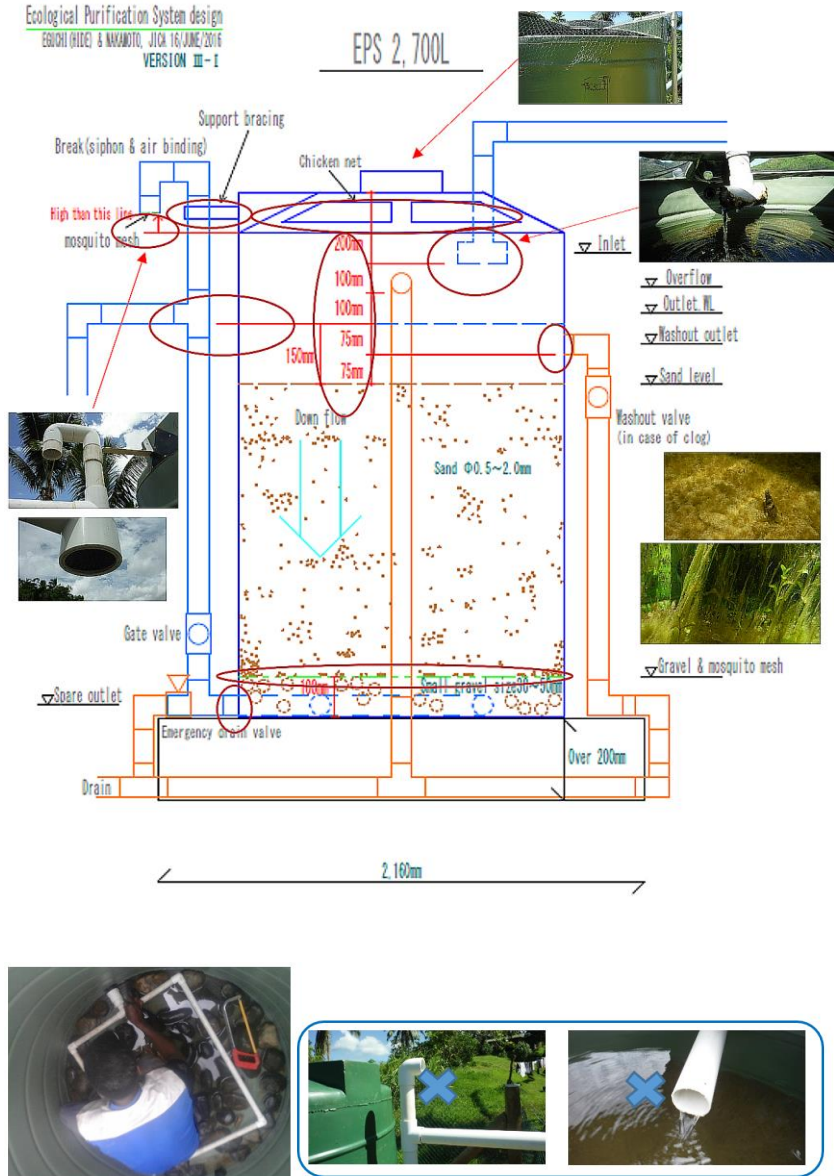 Ecological Purification System design
EGUCHI(HIDE) & NAKAMOTO, JICA 16/JUNE/2016
VERSION Ⅲ-Ⅰ
EPS 2,700L
Support bracing
Break(siphon & air binding)
Chicken net
High than this line
mosquito mesh
200mm
Inlet
100mm
Overflow
100mm
Outlet.WL
75mm
Washout outlet
150mm
75mm
Sand level
Down flow
Washout valve
(in case of clog)
Sand Φ0.5~2.0mm
Gate valve
Gravel & mosquito mesh
100mm
Small gravel size30~50mm
Spare outlet
Emergency drain valve
Over 200mm
Drain
2,160mm